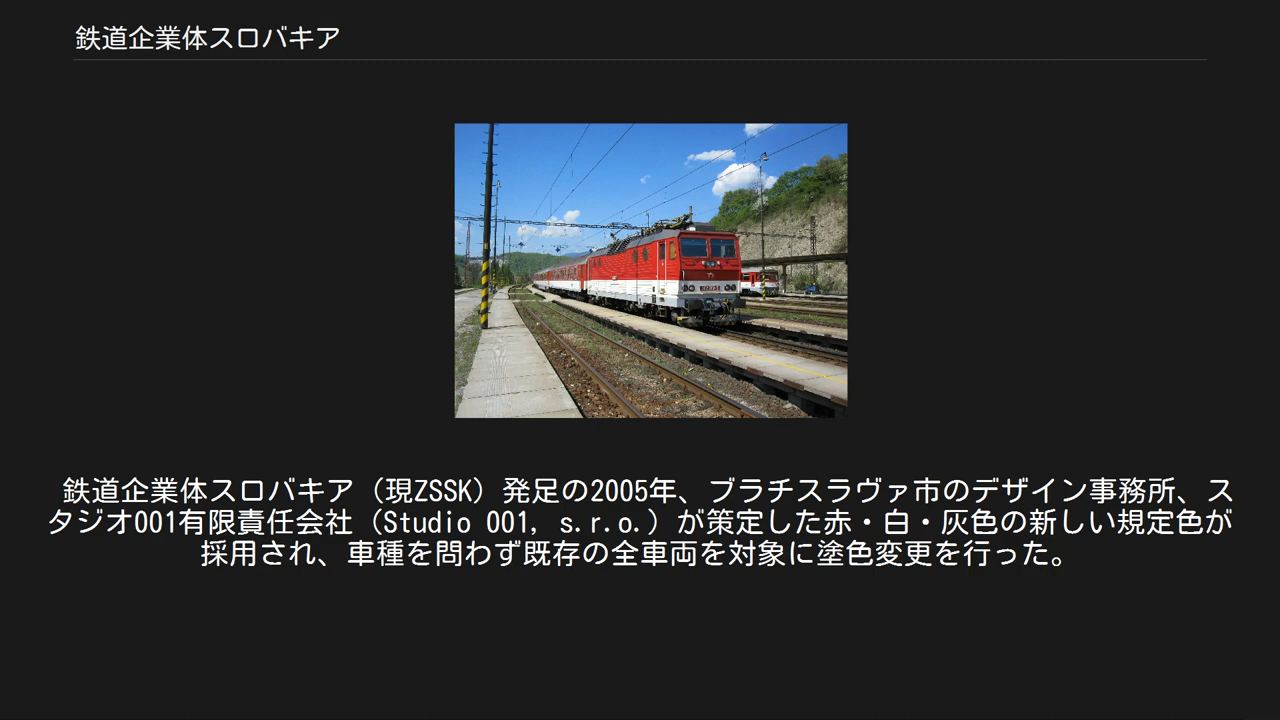 鉄道企業体スロバキア
鉄道企業体スロバキア（現ZSSK）発足の2005年、ブラチスラヴァ市のデザイン事務所、ス
タジオ001有限責任会社（Studio 001, s.r.o.）が策定した赤・白・灰色の新しい規定色が
採用され、車種を問わず既存の全車両を対象に塗色変更を行った。